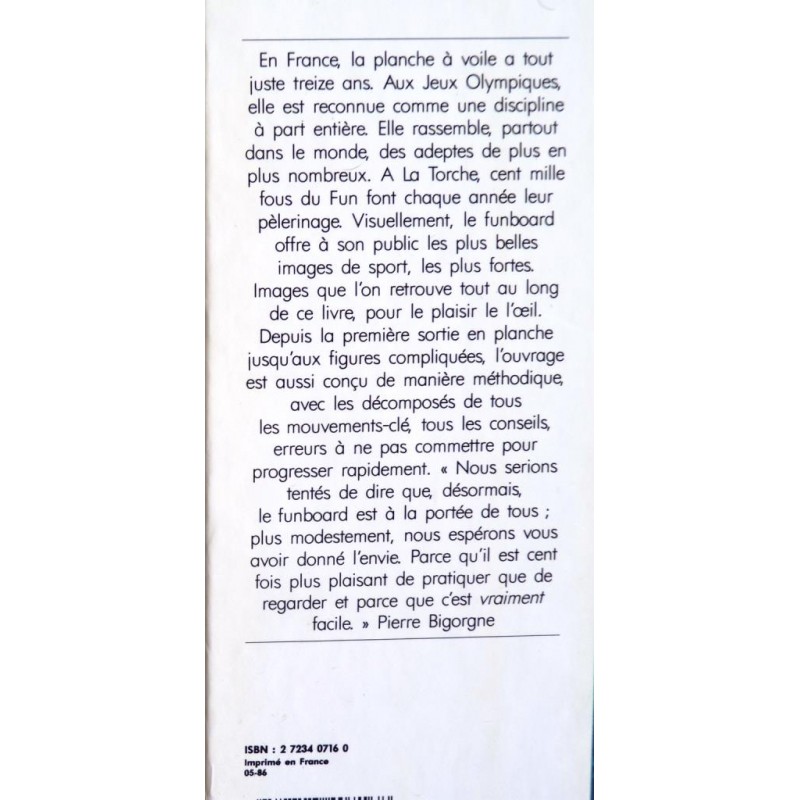 En France, la planche à voile a tout
juste treize ans. Aux Jeux Olympiques,
elle est reconnue comme une discipline
à part entière. Elle rassemble, partout
dans le monde, des adeptes de plus en
plus nombreux. A La Torche, cent mille
fous du Fun font chaque année leur
pèlerinage. Visuellement, le funboard
offre à son public les plus belles
images de sport, les plus fortes.
Images que l'on retrouve tout au long
de ce livre, pour le plaisir le l'œil.
Depuis la première sortie en planche
jusqu'aux figures compliquées, l'ouvrage
est aussi conçu de manière méthodique,
avec les décomposés de tous
les mouvements-clé, tous les conseils,
erreurs à ne pas commettre pour
progresser rapidement. « Nous serions
tentés de dire que, désormais,
le funboard est à la portée de tous ;
plus modestement, nous espérons vous
avoir donné l'envie. Parce qu'il est cent
fois plus plaisant de pratiquer que de
regarder et parce que c'est vraiment
facile. » Pierre Bigorgne
ISBN : 2 7234 0716 0
Imprimé en France
05-86